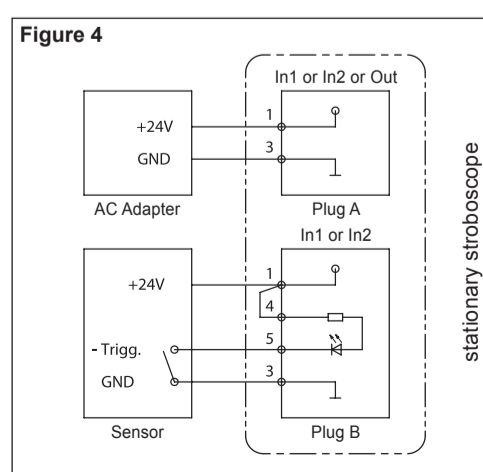 Figure 4
In1 or In2 or Out
+24V
1
GND
3
AC Adapter
Plug A
In1 or In2
+24V
1
4
- Trigg.
5
GND
3
Sensor
Plug B
stationary stroboscope